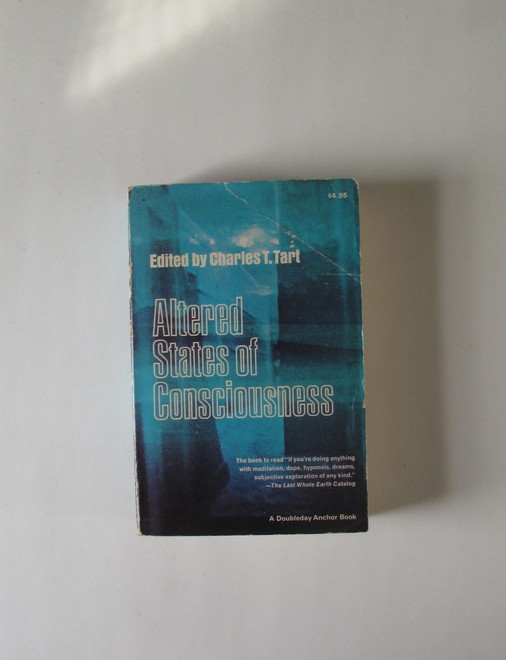 $4.95
Edited by Charles T. Tart
Altered
States of
Consciousness
The book to read "if you're doing anything
with meditation, dope, hypnosis, dreams,
subjective exploration of any kind."
—The Last Whole Earth Catalog
A Doubleday Anchor Book